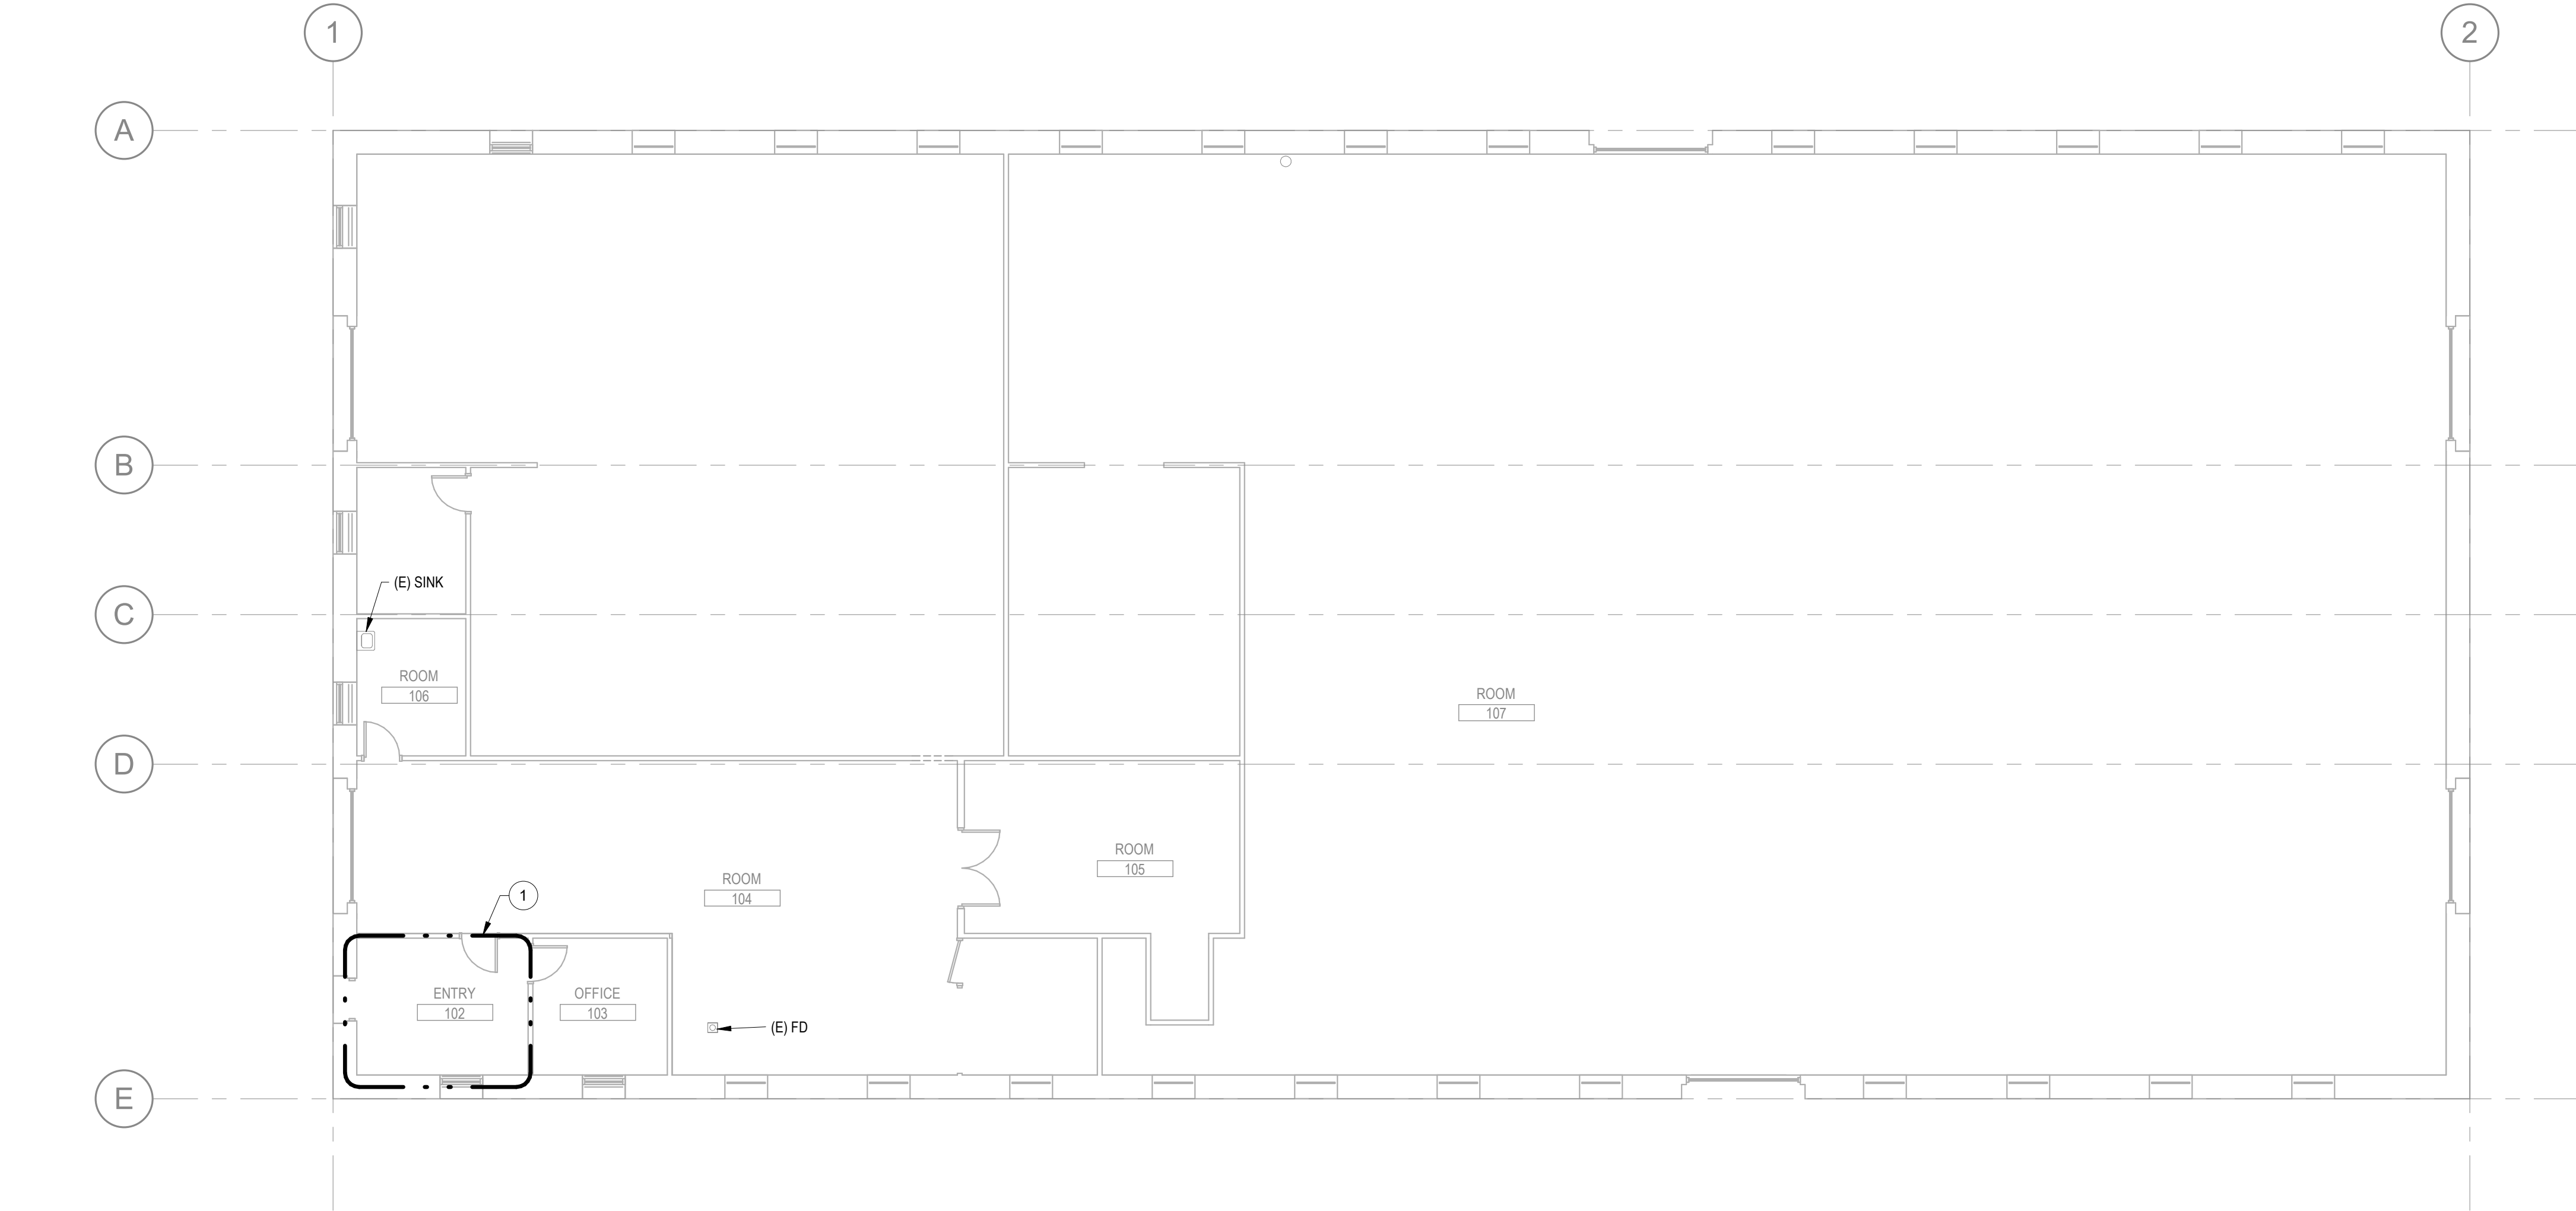 1
2
A
B
(E) SINK
C
ROOM
106
ROOM
107
D
ROOM
105
ROOM
104
1
ENTRY
102
OFFICE
103
(E) FD
E